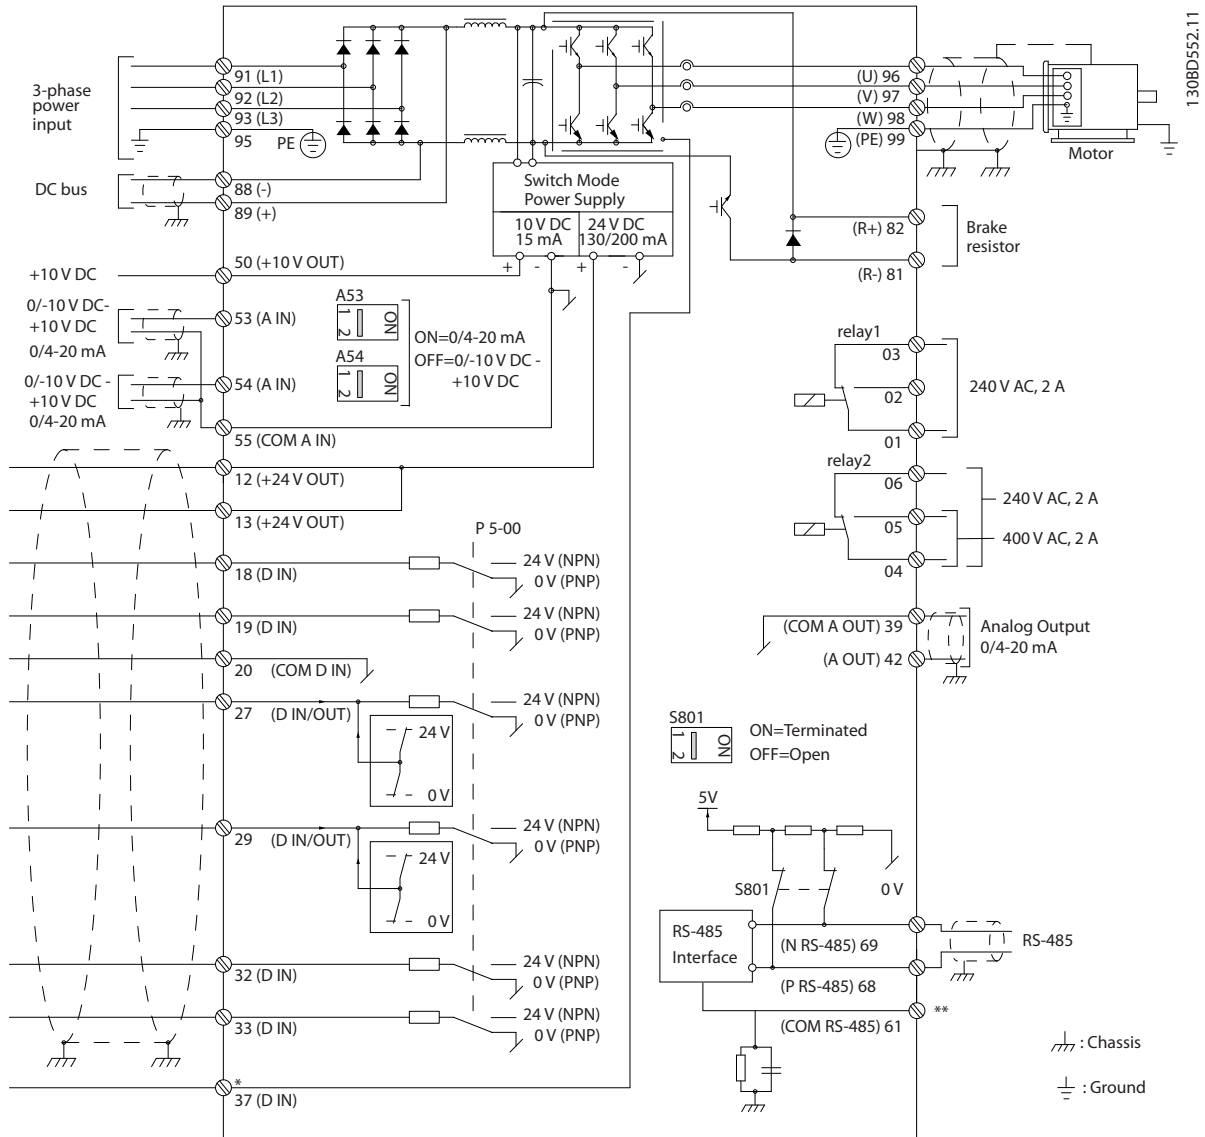 130BD552.11
3-phase
power
input
91 (L1)
92 (L2)
93 (L3)
95
PE
DC bus
88 (-)
89 (+)
Switch Mode
Power Supply
10 V DC
15 mA
24 V DC
130/200 mA
+
-
+
-
(U) 96
(V) 97
(W) 98
(PE) 99
Motor
(R+) 82
(R-) 81
Brake
resistor
+10 V DC
50 (+10 V OUT)
0/-10 V DC-
+10 V DC
0/4-20 mA
53 (A IN)
0/-10 V DC -
+10 V DC
0/4-20 mA
54 (A IN)
55 (COM A IN)
A53
1
2
ON
A54
1
2
ON
ON=0/4-20 mA
OFF=0/-10 V DC -
+10 V DC
relay1
03
02
01
240 V AC, 2 A
relay2
06
05
04
240 V AC, 2 A
400 V AC, 2 A
12 (+24 V OUT)
13 (+24 V OUT)
P 5-00
18 (D IN)
24 V (NPN)
0 V (PNP)
19 (D IN)
24 V (NPN)
0 V (PNP)
20 (COM D IN)
27 (D IN/OUT)
24 V (NPN)
0 V (PNP)
24 V
0 V
29 (D IN/OUT)
24 V (NPN)
0 V (PNP)
24 V
0 V
32 (D IN)
24 V (NPN)
0 V (PNP)
33 (D IN)
24 V (NPN)
0 V (PNP)
*
37 (D IN)
(COM A OUT) 39
(A OUT) 42
Analog Output
0/4-20 mA
S801
1
2
ON
ON=Terminated
OFF=Open
5V
S801
0 V
RS-485
Interface
(N RS-485) 69
(P RS-485) 68
(COM RS-485) 61
RS-485
**
: Chassis
: Ground